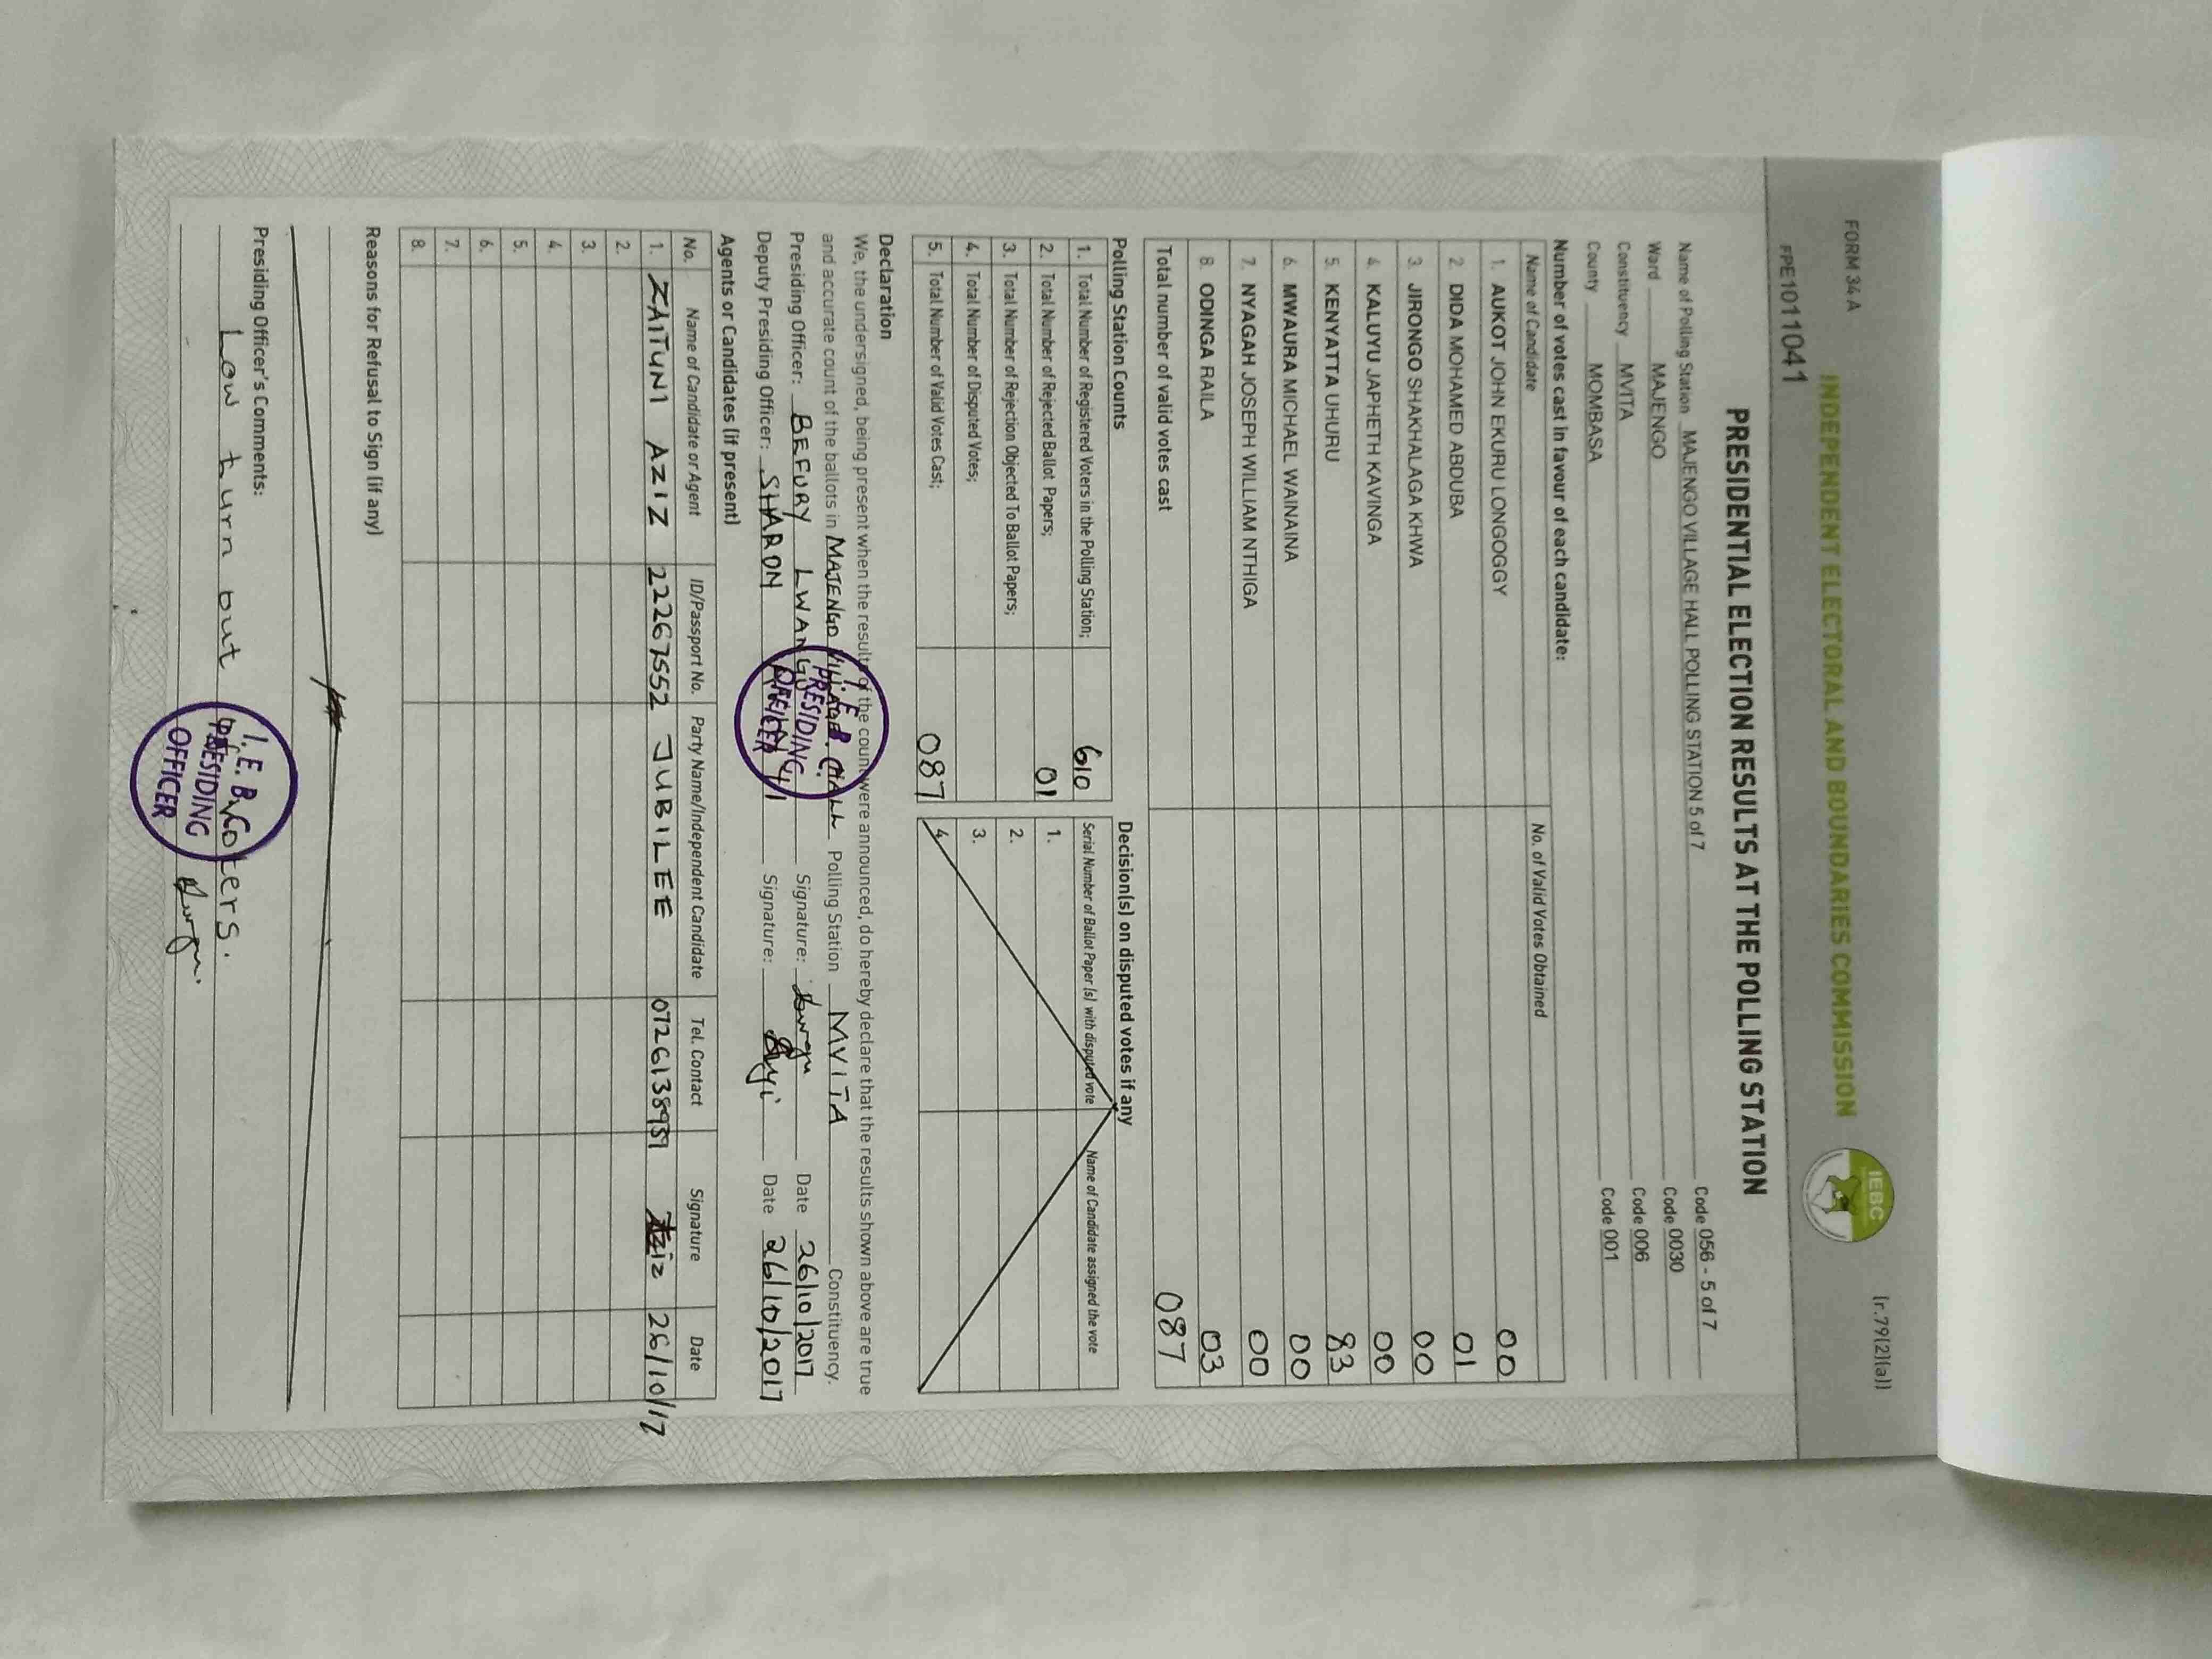 FORM 34 A
(r.79(2)(a))
INDEPENDENT ELECTORAL AND BOUNDARIES COMMISSION
IEBC
FPE1011041
PRESIDENTIAL ELECTION RESULTS AT THE POLLING STATION
Name of Polling Station MAJENGO VILLAGE HALL POLLING STATION 5 of 7 Code 056 - 5 of 7
Ward MAJENGO Code 0030
Constituency MVITA Code 006
County MOMBASA Code 001
Number of votes cast in favour of each candidate:
Name of Candidate No. of Valid Votes Obtained
1. AUKOT JOHN EKURU LONGOGGY 00
2. DIDA MOHAMED ABDUBA 01
3. JIRONGO SHAKHALAGA KHWA 00
4. KALUYU JAPHETH KAVINGA 00
5. KENYATTA UHURU 83
6. MWAURA MICHAEL WAINAINA 00
7. NYAGAH JOSEPH WILLIAM NTHIGA 00
8. ODINGA RAILA 03
Total number of valid votes cast 087
Polling Station Counts
1. Total Number of Registered Voters in the Polling Station; 610
2. Total Number of Rejected Ballot Papers; 01
3. Total Number of Rejection Objected To Ballot Papers;
4. Total Number of Disputed Votes;
5. Total Number of Valid Votes Cast; 087
Decision(s) on disputed votes if any
Serial Number of Ballot Paper (s) with disputed vote Name of Candidate assigned the vote
1.
2.
3.
4.
Declaration
We, the undersigned, being present when the results of the count were announced, do hereby declare that the results shown above are true
and accurate count of the ballots in MAJENGO VILLAGE HALL Polling Station MVITA Constituency.
Presiding Officer: BEFURY LWANGU Signature: Date 26/10/2017
Deputy Presiding Officer: SHARON Signature: Date 26/10/2017
I. E. B. C.
PRESIDING
OFFICER
Agents or Candidates (if present)
No. Name of Candidate or Agent ID/Passport No. Party Name/Independent Candidate Tel. Contact Signature Date
1. ZAITUNI AZIZ 22267552 JUBILEE 0726138939 Aziz 26/10/17
2.
3.
4.
5.
6.
7.
8.
Reasons for Refusal to Sign (if any)
Presiding Officer's Comments:
Low turn out of voters.
I. E. B. C.
PRESIDING
OFFICER